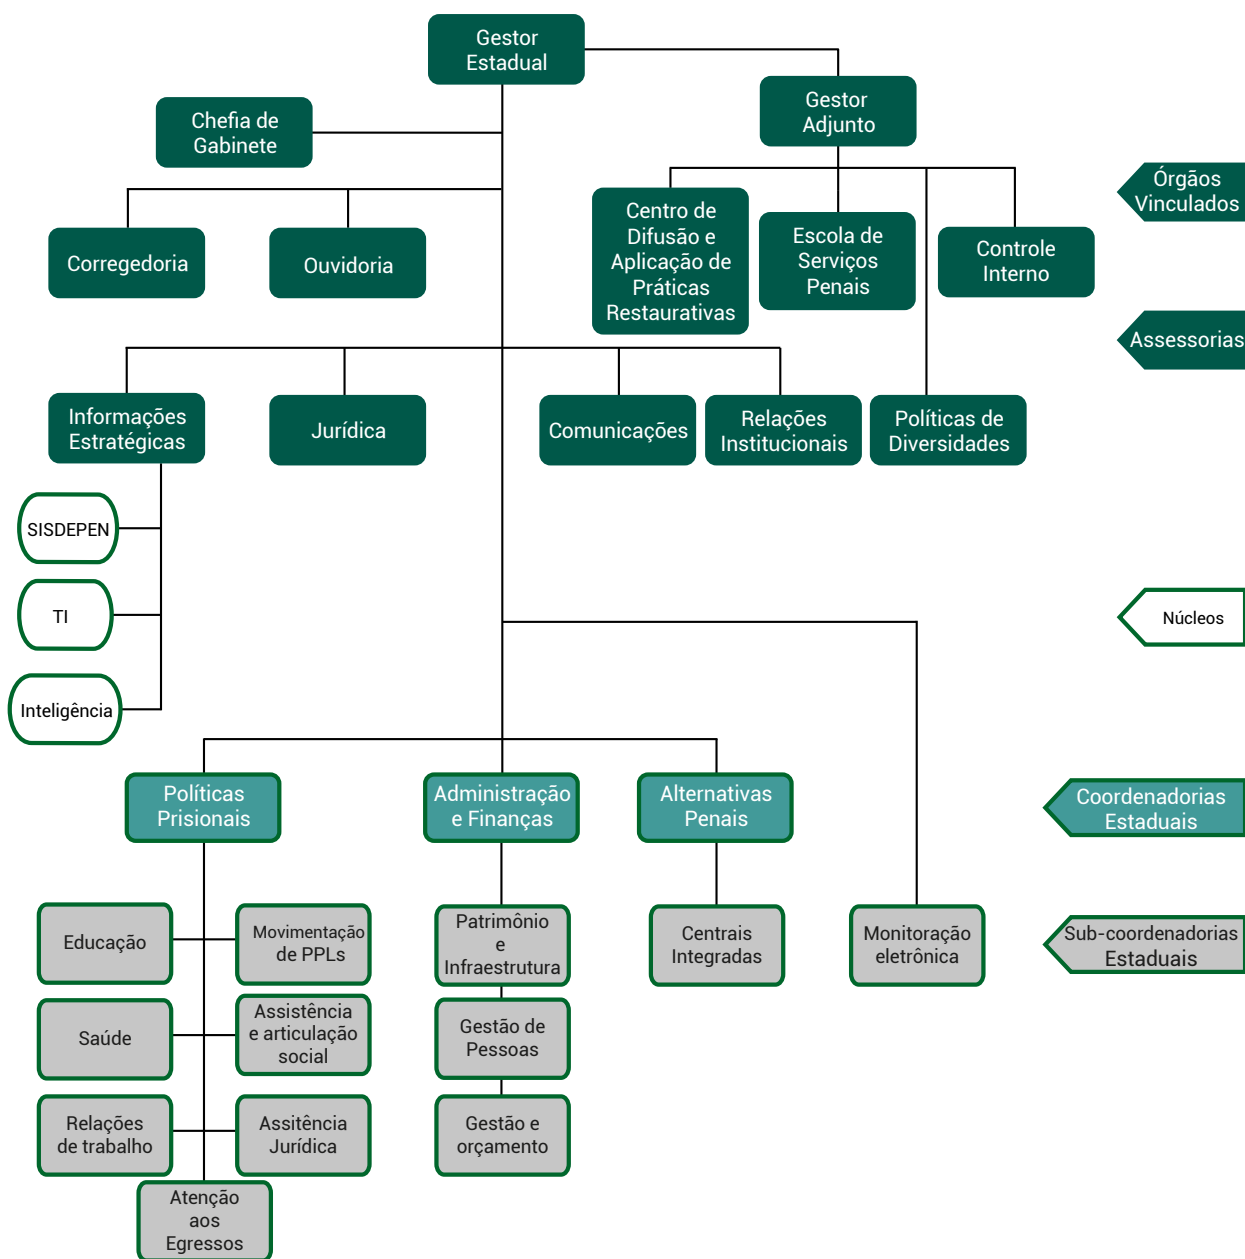 Gestor
Estadual
Gestor
Adjunto
Chefia de
Gabinete
Órgãos
Vinculados
Corregedoria
Ouvidoria
Centro de
Difusão e
Aplicação de
Práticas
Restaurativas
Escola de
Serviços
Penais
Controle
Interno
Assessorias
Informações
Estratégicas
Jurídica
Comunicações
Relações
Institucionais
Políticas de
Diversidades
SISDEPEN
TI
Inteligência
Núcleos
Políticas
Prisionais
Administração
e Finanças
Alternativas
Penais
Coordenadorias
Estaduais
Educação
Movimentação
de PPLs
Patrimônio
e
Infraestrutura
Centrais
Integradas
Monitoração
eletrônica
Sub-coordenadorias
Estaduais
Saúde
Assistência
e articulação
social
Gestão de
Pessoas
Relações
de trabalho
Assitência
Jurídica
Gestão e
orçamento
Atenção
aos
Egressos